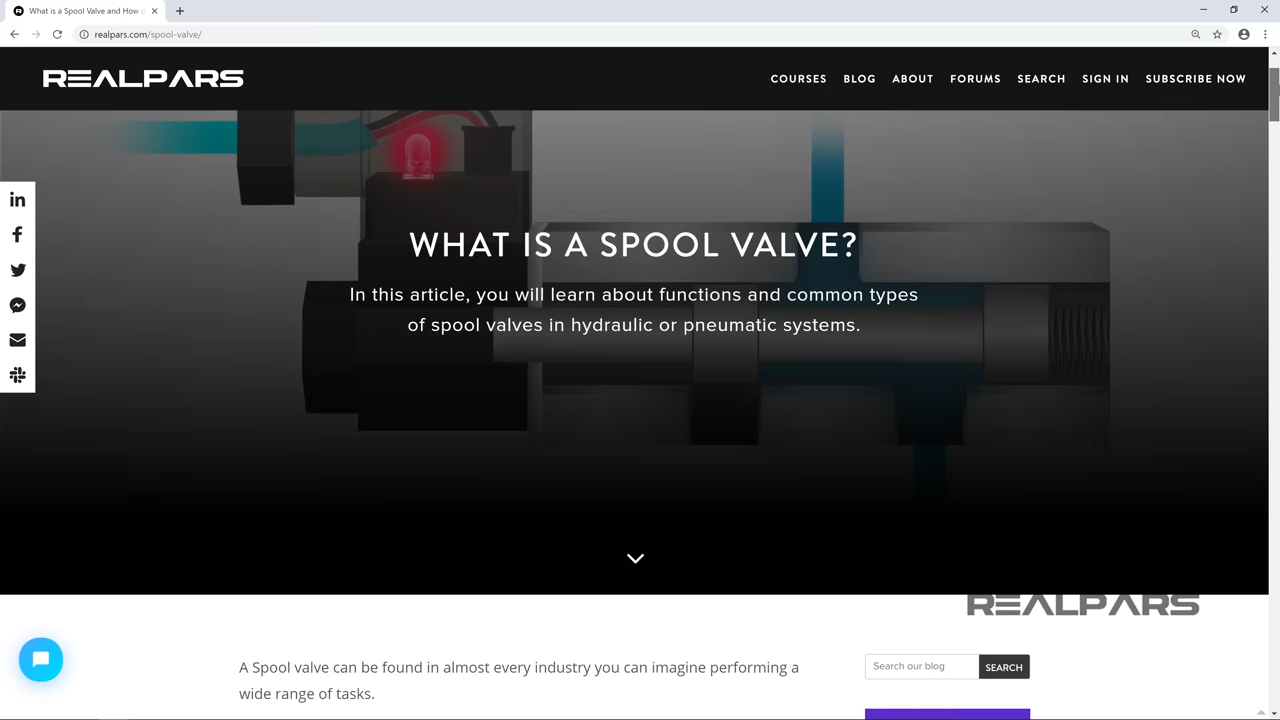 What is a Spool Valve and How d
realpars.com/spool-valve/
REALPARS
COURSES BLOG ABOUT FORUMS SEARCH SIGN IN SUBSCRIBE NOW
WHAT IS A SPOOL VALVE?
In this article, you will learn about functions and common types
of spool valves in hydraulic or pneumatic systems.
REALPARS
A Spool valve can be found in almost every industry you can imagine performing a
wide range of tasks.
Search our blog
SEARCH